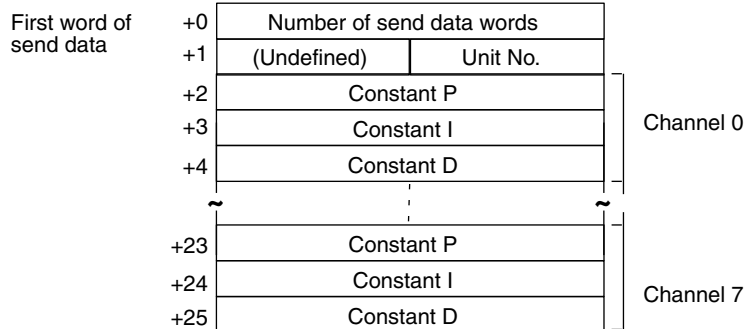 First word of
send data
+0 Number of send data words
+1 (Undefined) Unit No.
+2 Constant P
+3 Constant I
+4 Constant D
Channel 0
+23 Constant P
+24 Constant I
+25 Constant D
Channel 7